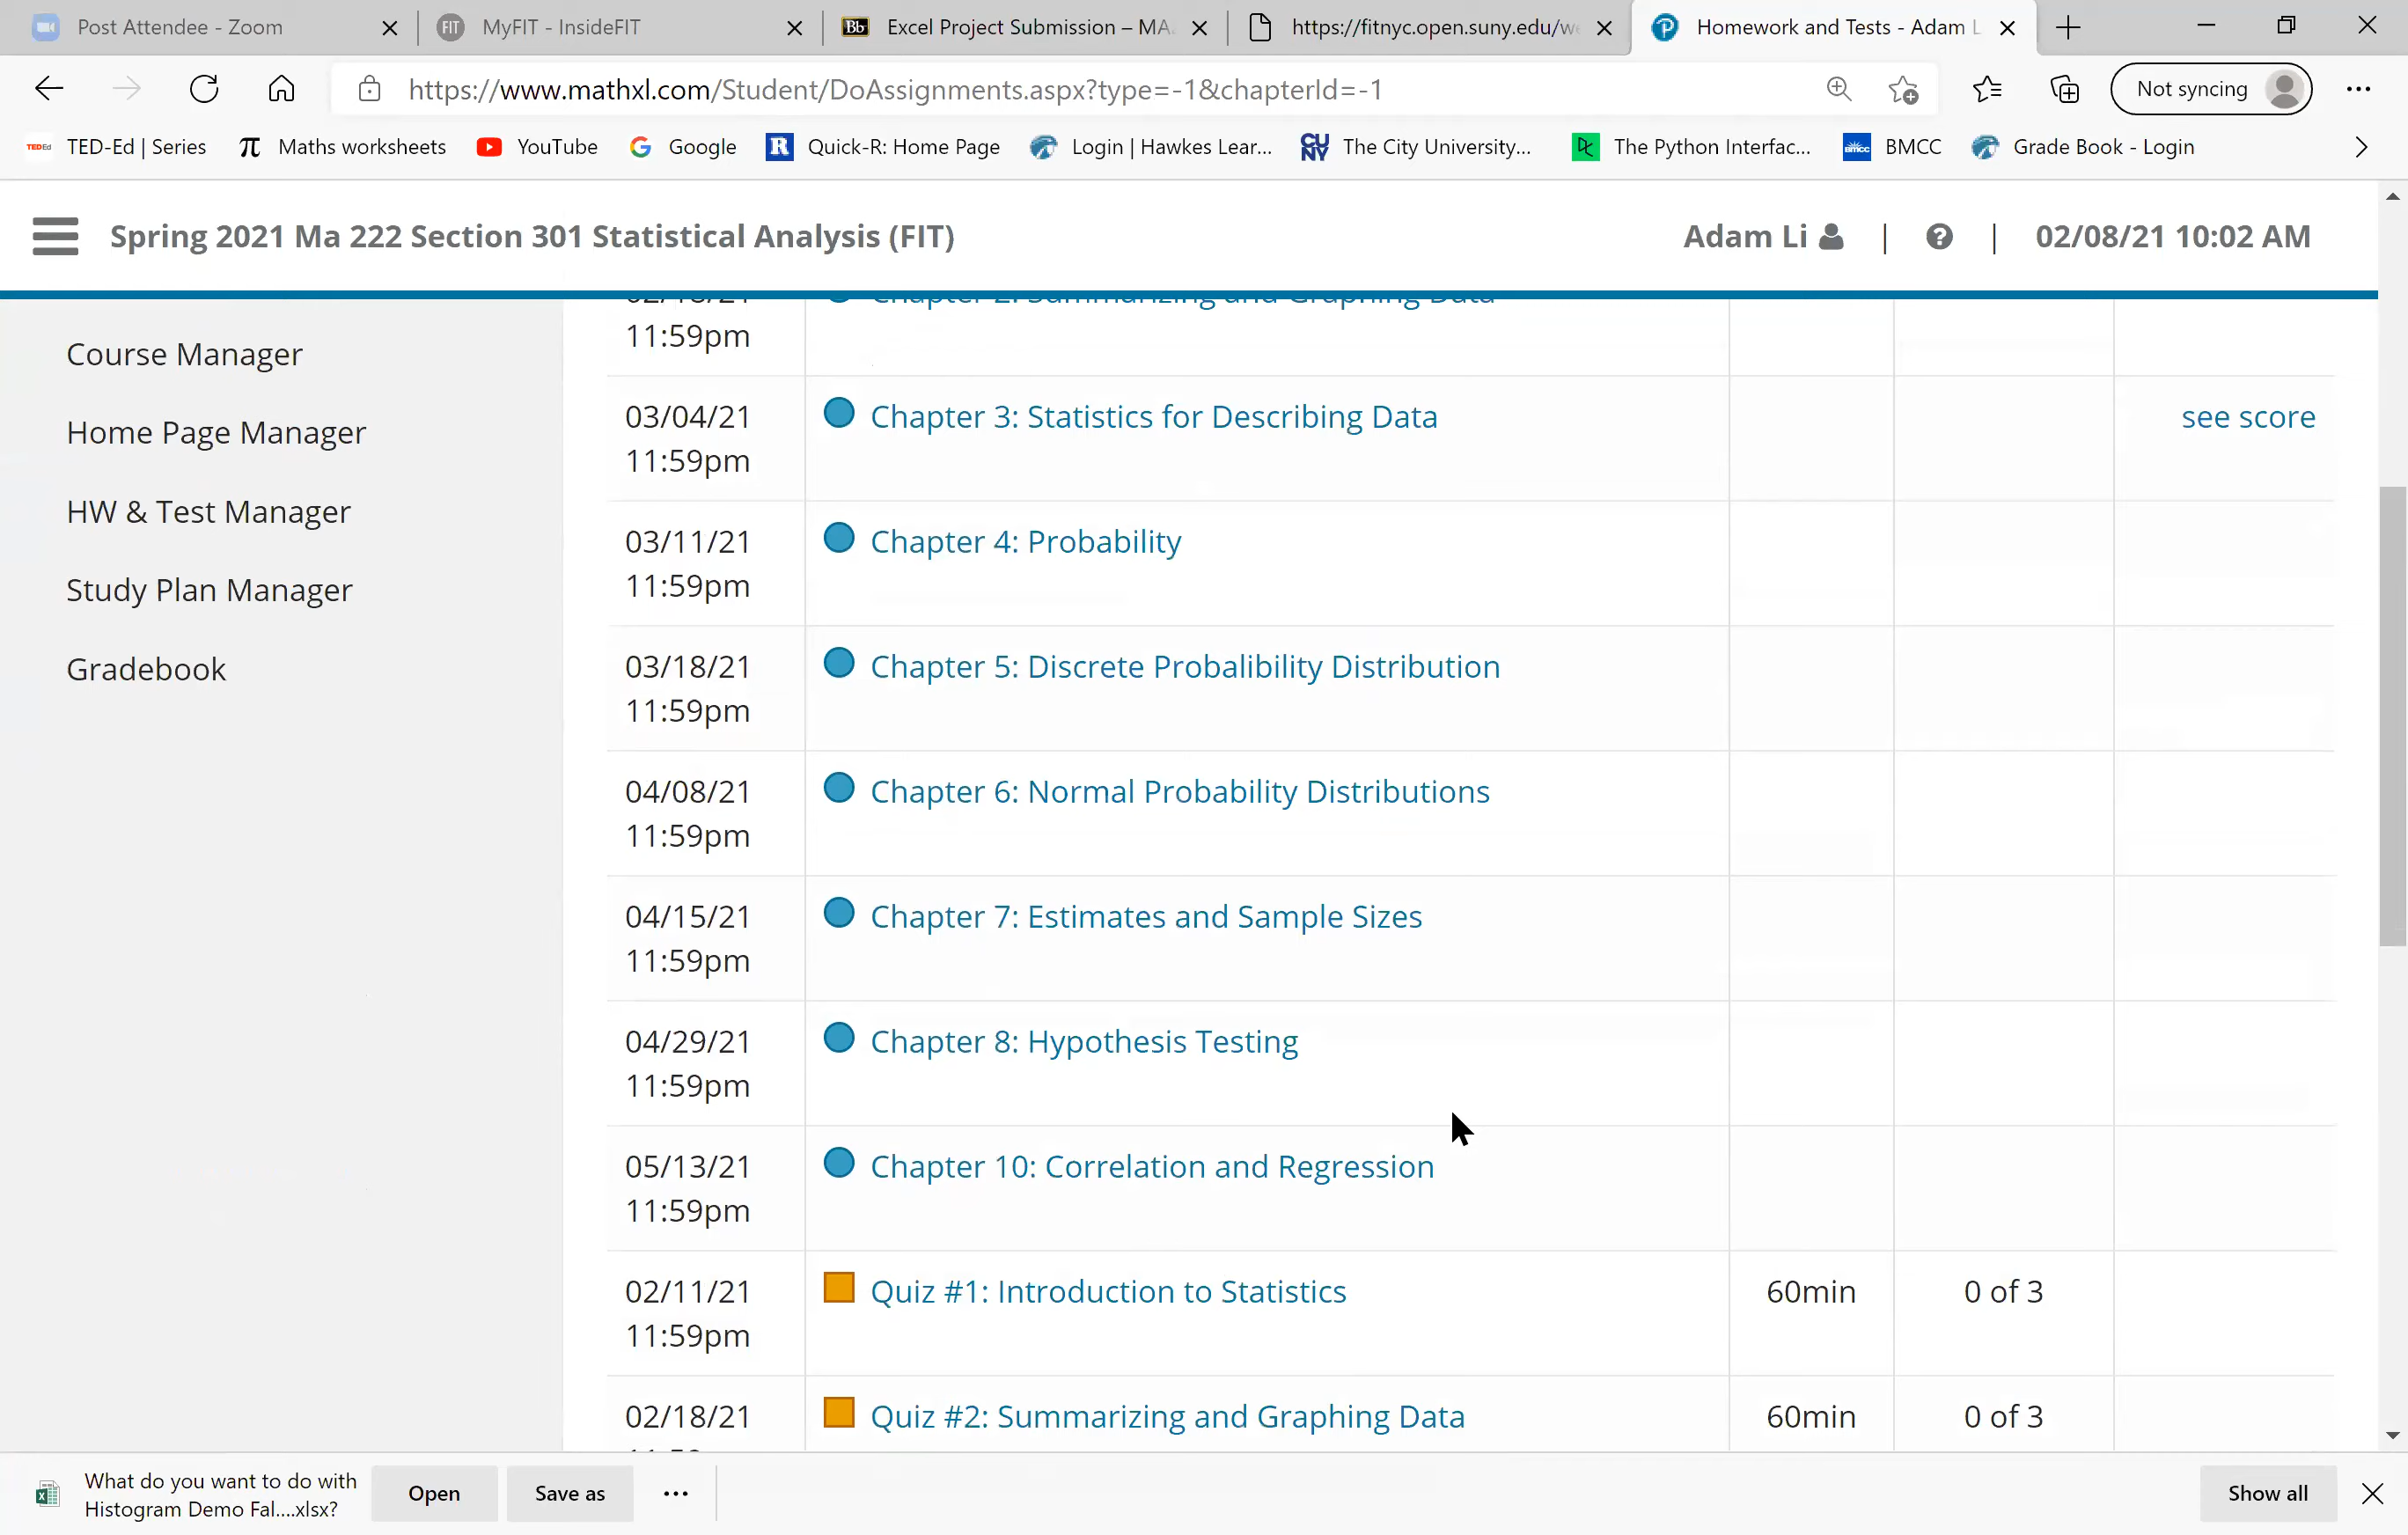 Post Attendee - Zoom
FIT MyFIT - InsideFIT
Bb Excel Project Submission – MA
https://fitnyc.open.suny.edu/we
Homework and Tests - Adam L
https://www.mathxl.com/Student/DoAssignments.aspx?type=-1&chapterId=-1
Not syncing
TED-Ed | Series
Maths worksheets
YouTube
Google
Quick-R: Home Page
Login | Hawkes Lear...
The City University...
The Python Interfac...
BMCC
Grade Book - Login
Spring 2021 Ma 222 Section 301 Statistical Analysis (FIT)
Adam Li | ? | 02/08/21 10:02 AM
Course Manager
Home Page Manager
HW & Test Manager
Study Plan Manager
Gradebook
Chapter 2: Summarizing and Graphing Data
11:59pm
03/04/21 Chapter 3: Statistics for Describing Data see score
11:59pm
03/11/21 Chapter 4: Probability
11:59pm
03/18/21 Chapter 5: Discrete Probalibility Distribution
11:59pm
04/08/21 Chapter 6: Normal Probability Distributions
11:59pm
04/15/21 Chapter 7: Estimates and Sample Sizes
11:59pm
04/29/21 Chapter 8: Hypothesis Testing
11:59pm
05/13/21 Chapter 10: Correlation and Regression
11:59pm
02/11/21 Quiz #1: Introduction to Statistics 60min 0 of 3
11:59pm
02/18/21 Quiz #2: Summarizing and Graphing Data 60min 0 of 3
What do you want to do with
Histogram Demo Fal....xlsx?
Open
Save as
Show all